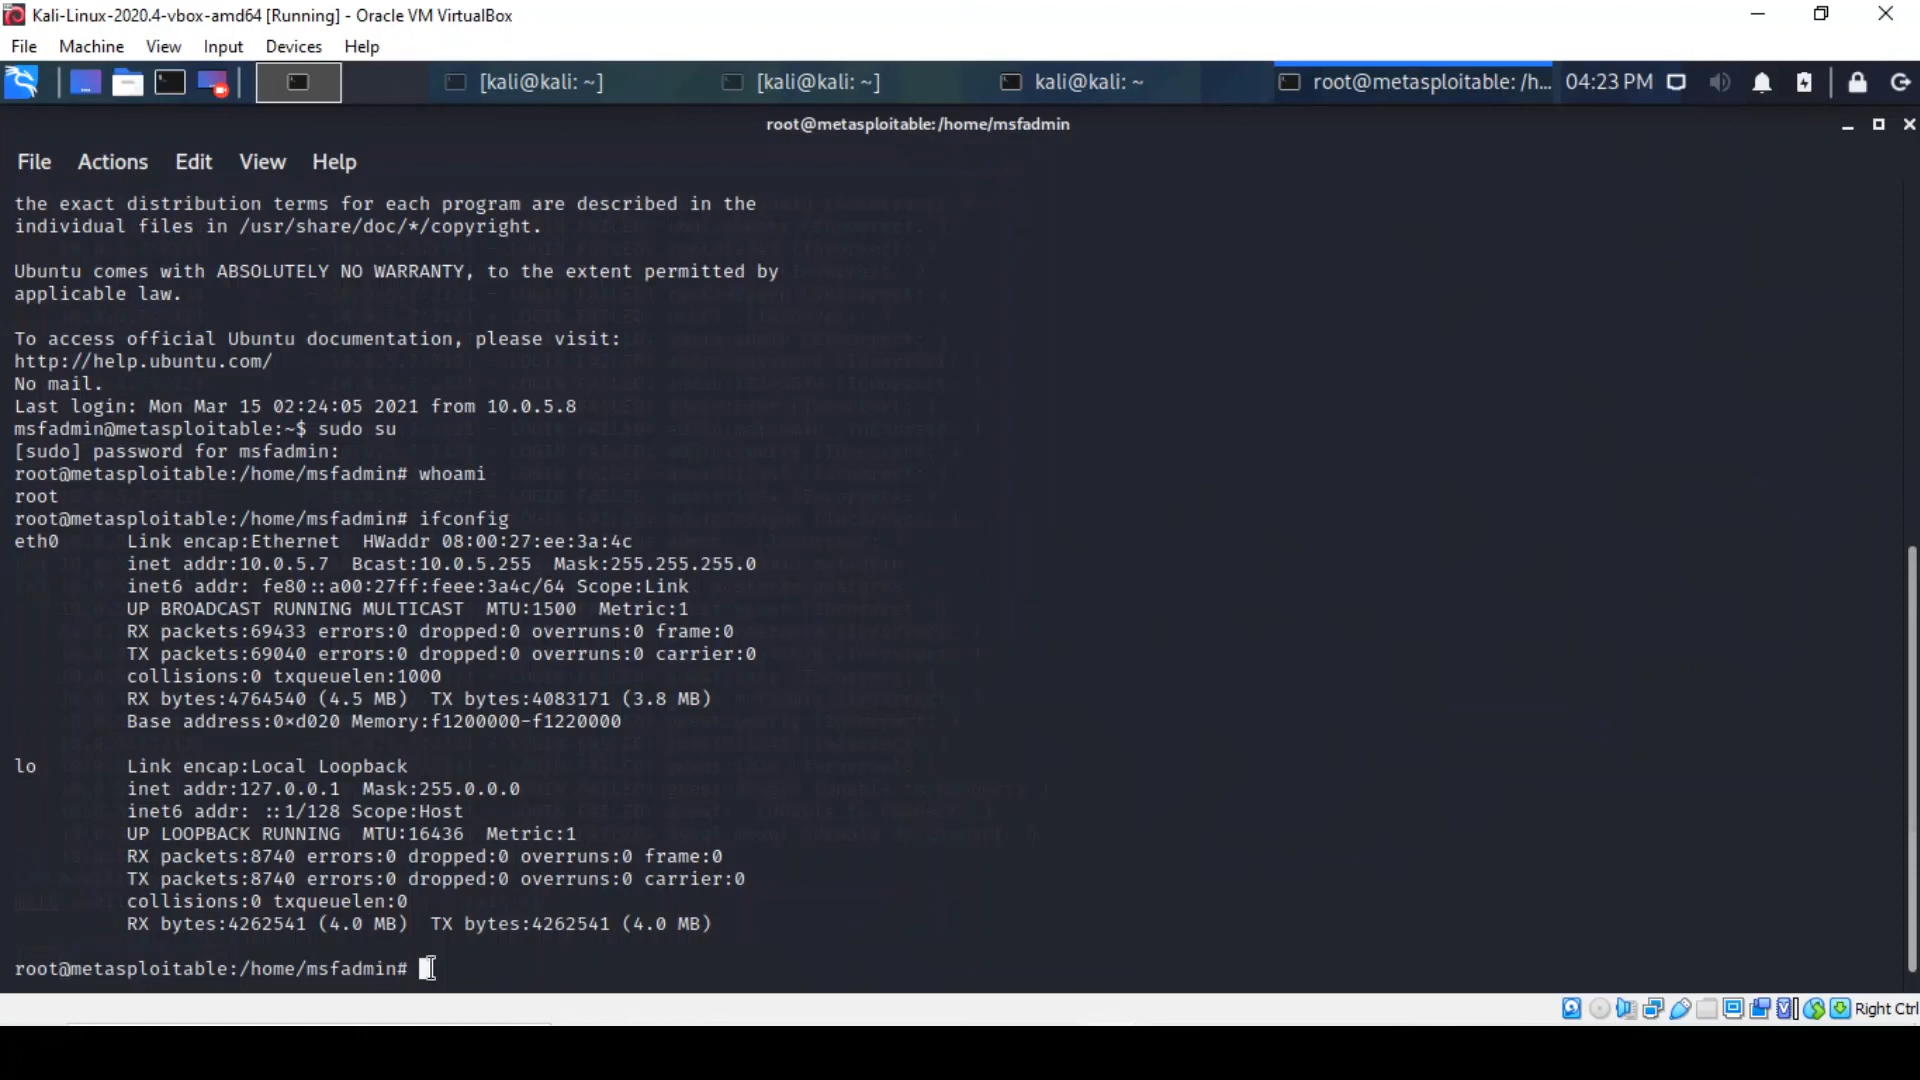 Kali-Linux-2020.4-vbox-amd64 [Running] - Oracle VM VirtualBox
File Machine View Input Devices Help
[kali@kali: ~] [kali@kali: ~] kali@kali: ~ root@metasploitable: /h... 04:23 PM
root@metasploitable:/home/msfadmin
File Actions Edit View Help
the exact distribution terms for each program are described in the
individual files in /usr/share/doc/*/copyright.
Ubuntu comes with ABSOLUTELY NO WARRANTY, to the extent permitted by
applicable law.
To access official Ubuntu documentation, please visit:
http://help.ubuntu.com/
No mail.
Last login: Mon Mar 15 02:24:05 2021 from 10.0.5.8
msfadmin@metasploitable:~$ sudo su
[sudo] password for msfadmin:
root@metasploitable:/home/msfadmin# whoami
root
root@metasploitable:/home/msfadmin# ifconfig
eth0 Link encap:Ethernet HWaddr 08:00:27:ee:3a:4c
inet addr:10.0.5.7 Bcast:10.0.5.255 Mask:255.255.255.0
inet6 addr: fe80::a00:27ff:feee:3a4c/64 Scope:Link
UP BROADCAST RUNNING MULTICAST MTU:1500 Metric:1
RX packets:69433 errors:0 dropped:0 overruns:0 frame:0
TX packets:69040 errors:0 dropped:0 overruns:0 carrier:0
collisions:0 txqueuelen:1000
RX bytes:4764540 (4.5 MB) TX bytes:4083171 (3.8 MB)
Base address:0×d020 Memory:f1200000-f1220000
lo Link encap:Local Loopback
inet addr:127.0.0.1 Mask:255.0.0.0
inet6 addr: ::1/128 Scope:Host
UP LOOPBACK RUNNING MTU:16436 Metric:1
RX packets:8740 errors:0 dropped:0 overruns:0 frame:0
TX packets:8740 errors:0 dropped:0 overruns:0 carrier:0
collisions:0 txqueuelen:0
RX bytes:4262541 (4.0 MB) TX bytes:4262541 (4.0 MB)
root@metasploitable:/home/msfadmin#
Right Ctrl